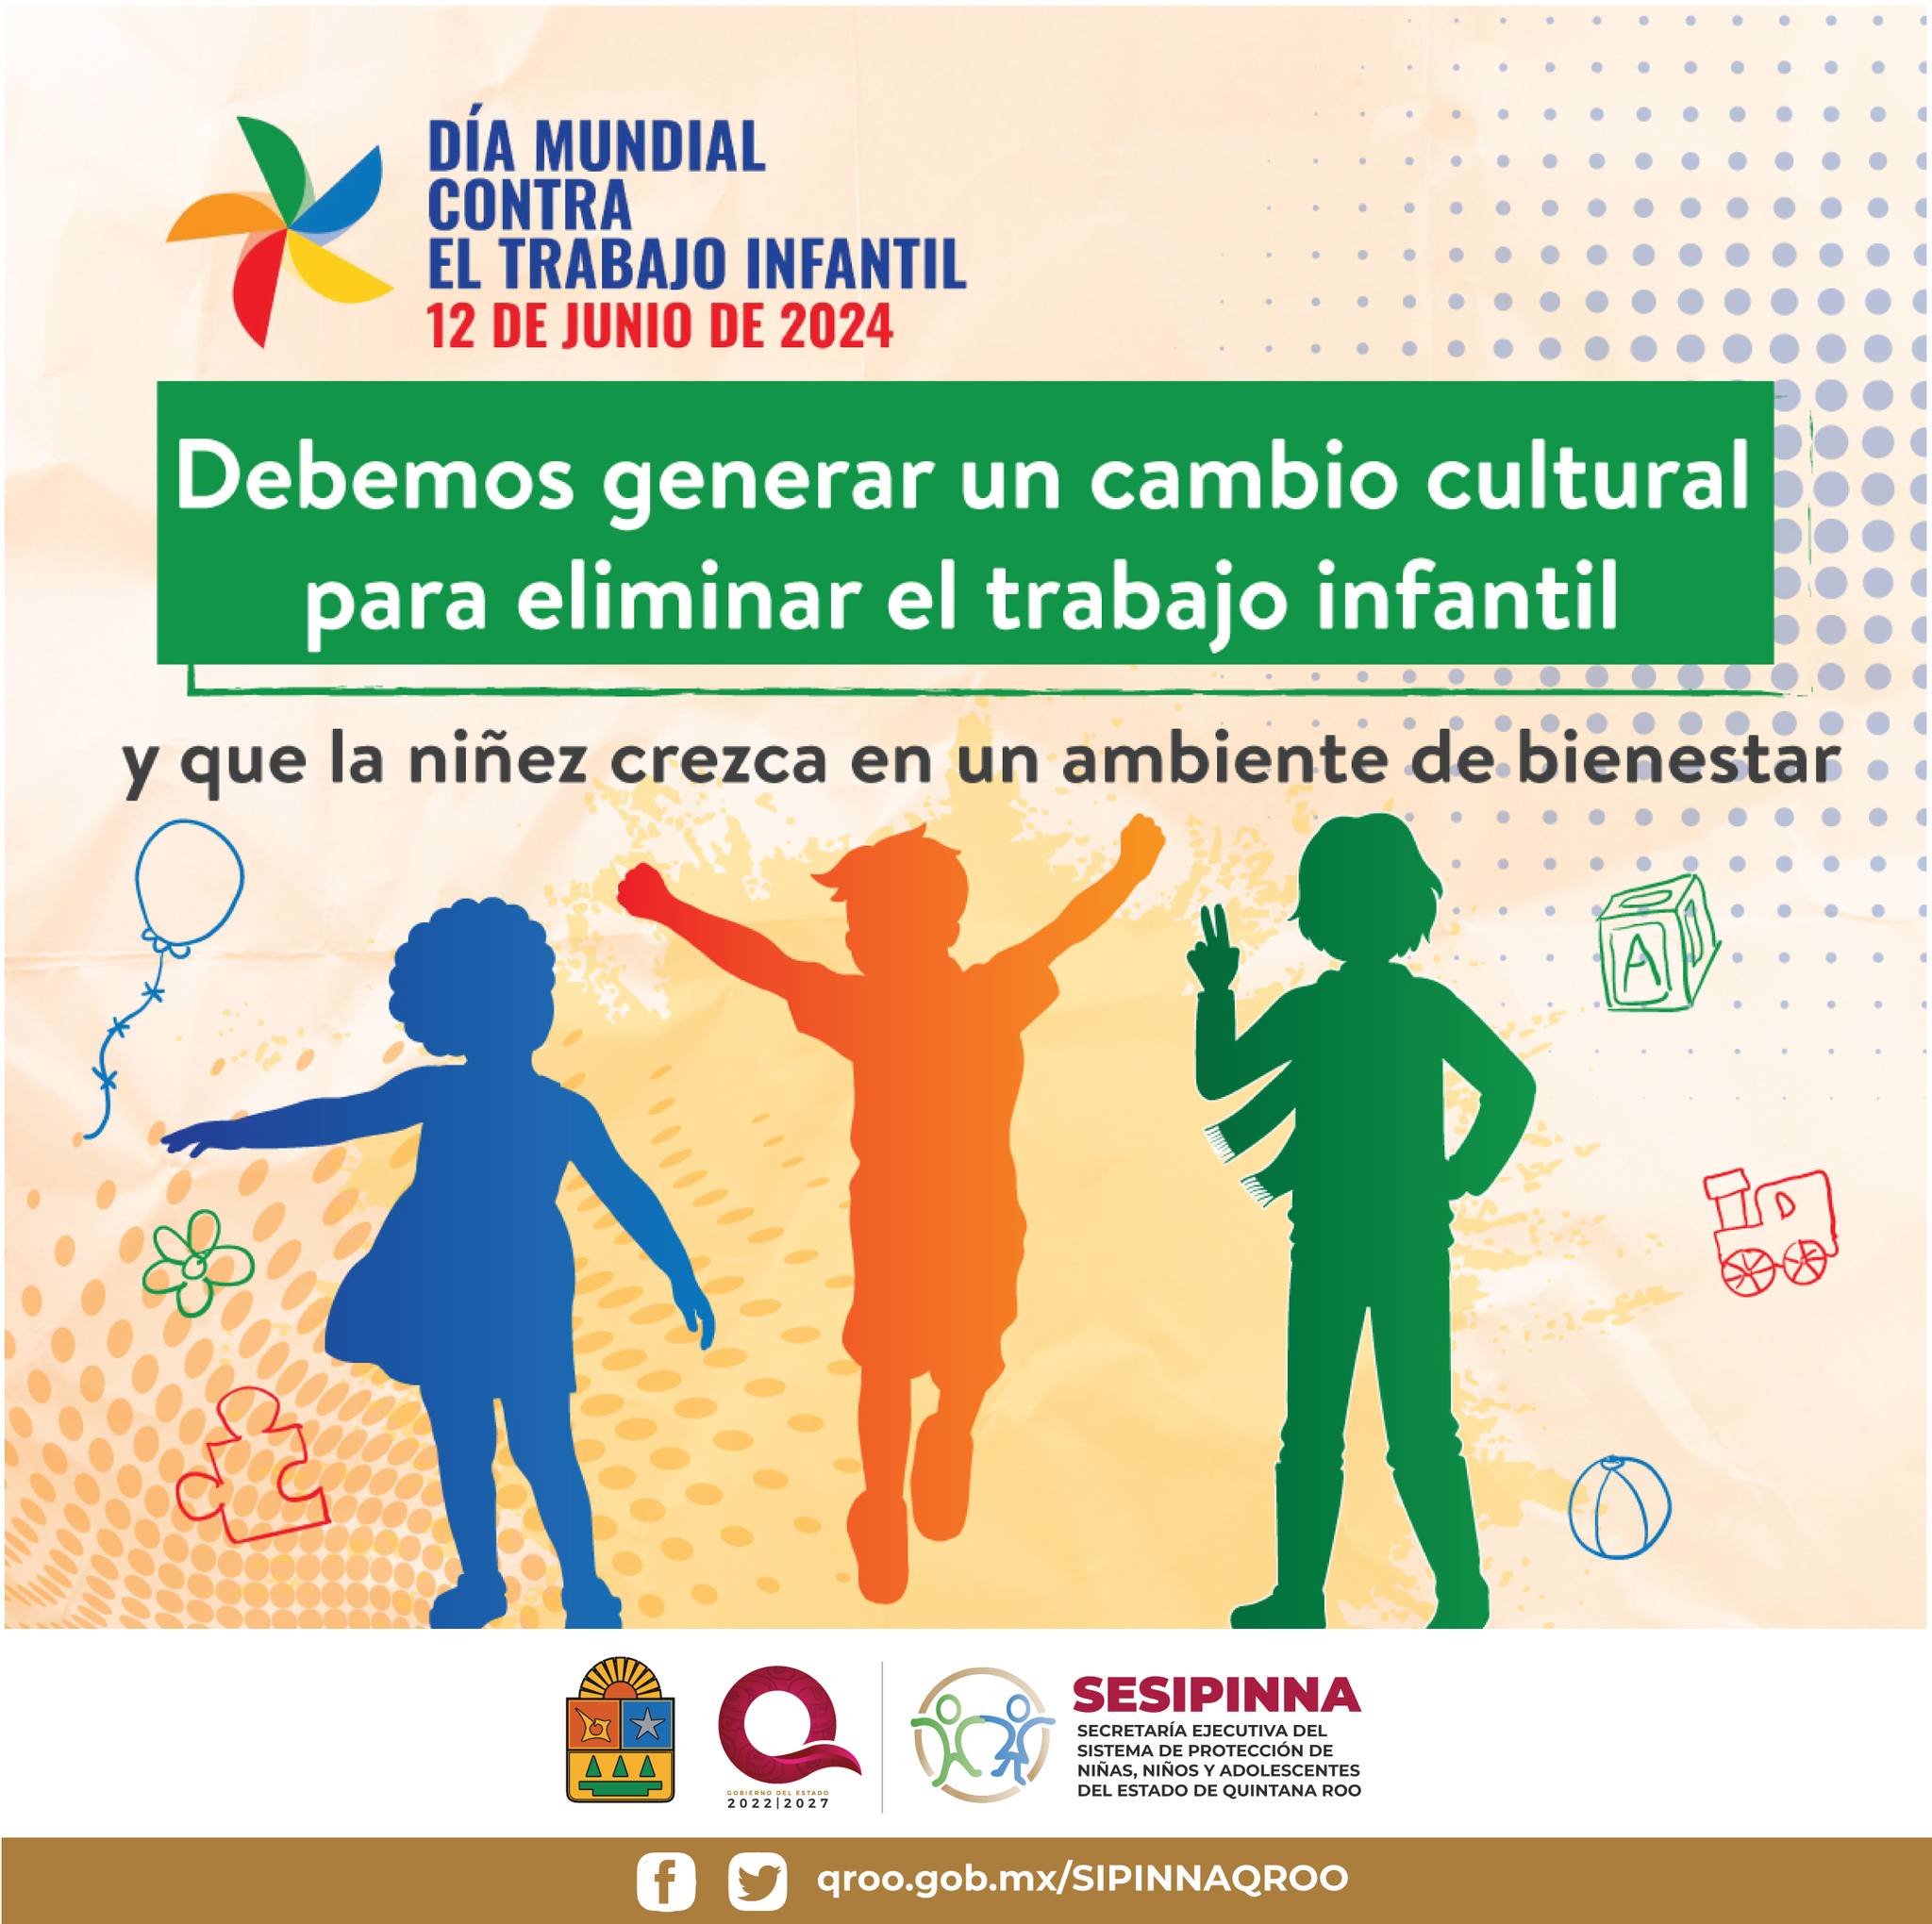 DÍA MUNDIAL
CONTRA
EL TRABAJO INFANTIL
12 DE JUNIO DE 2024
Debemos generar un cambio cultural
para eliminar el trabajo infantil
y que la niñez crezca en un ambiente de bienestar
A
GOBIERNO DEL ESTADO
2022|2027
SESIPINNA
SECRETARÍA EJECUTIVA DEL
SISTEMA DE PROTECCIÓN DE
NIÑAS, NIÑOS Y ADOLESCENTES
DEL ESTADO DE QUINTANA ROO
qroo.gob.mx/SIPINNAQROO